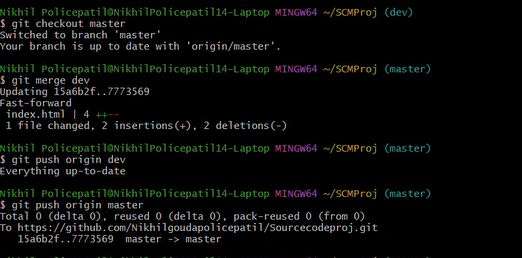 Nikhil Policepatil@NikhilPolicepatil14-Laptop MINGW64 ~/SCMProj (dev)
$ git checkout master
Switched to branch 'master'
Your branch is up to date with 'origin/master'.
Nikhil Policepatil@NikhilPolicepatil14-Laptop MINGW64 ~/SCMProj (master)
$ git merge dev
Updating 15a6b2f..7773569
Fast-forward
 index.html | 4 ++--
 1 file changed, 2 insertions(+), 2 deletions(-)
Nikhil Policepatil@NikhilPolicepatil14-Laptop MINGW64 ~/SCMProj (master)
$ git push origin dev
Everything up-to-date
Nikhil Policepatil@NikhilPolicepatil14-Laptop MINGW64 ~/SCMProj (master)
$ git push origin master
Total 0 (delta 0), reused 0 (delta 0), pack-reused 0 (from 0)
To https://github.com/Nikhilgoudapolicepatil/Sourcecodeproj.git
   15a6b2f..7773569  master -> master